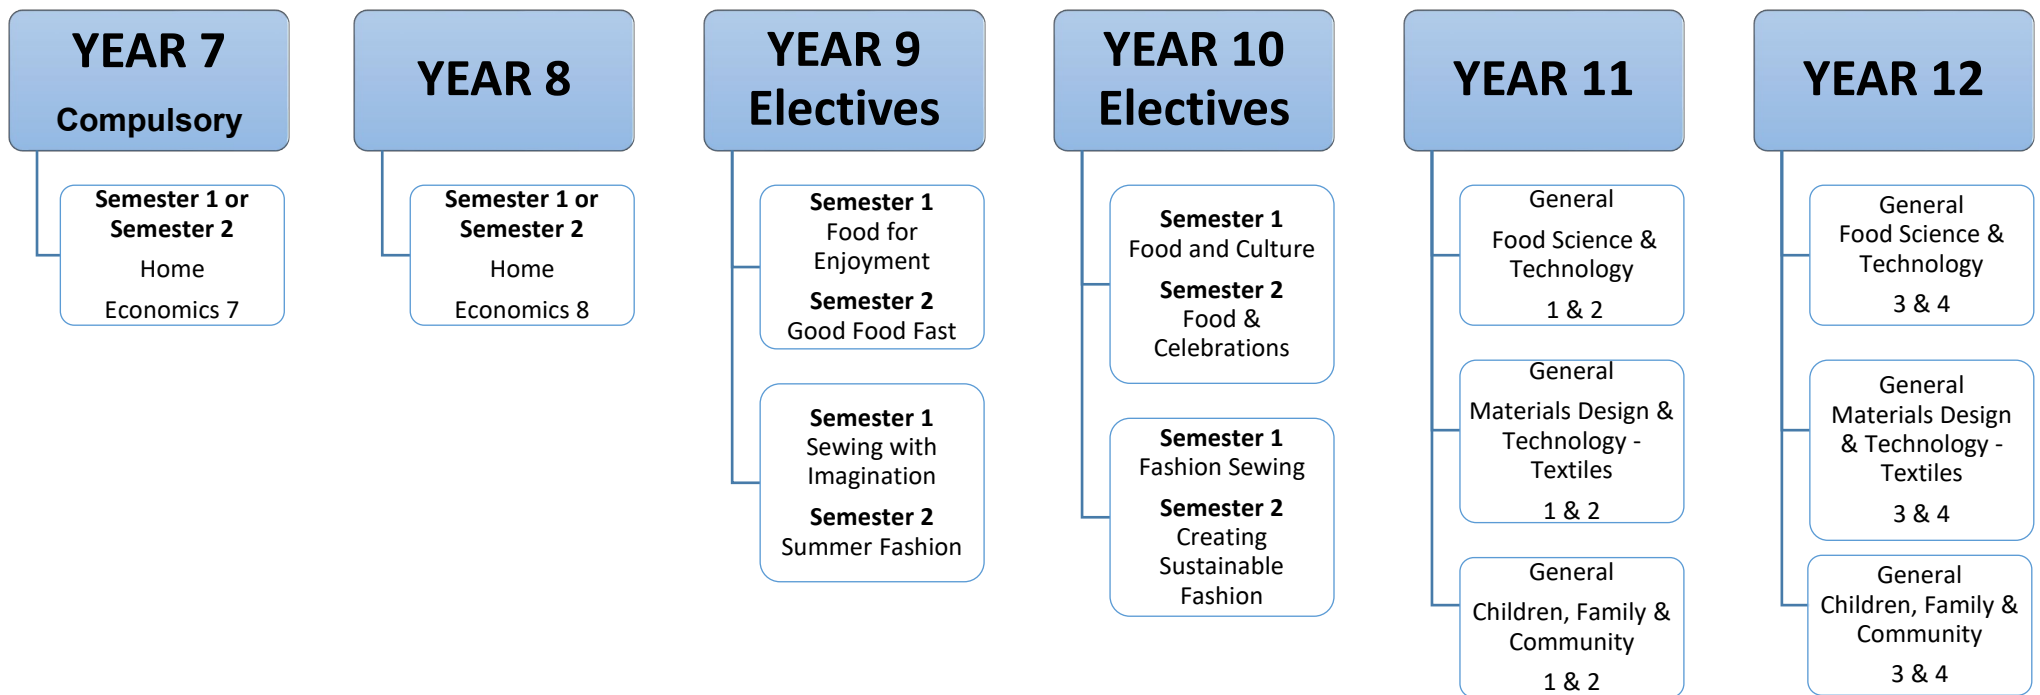 YEAR 7
Compulsory
Semester 1 or
Semester 2
Home
Economics 7
YEAR 8
Semester 1 or
Semester 2
Home
Economics 8
YEAR 9
Electives
Semester 1
Food for
Enjoyment
Semester 2
Good Food Fast
Semester 1
Sewing with
Imagination
Semester 2
Summer Fashion
YEAR 10
Electives
Semester 1
Food and Culture
Semester 2
Food &
Celebrations
Semester 1
Fashion Sewing
Semester 2
Creating
Sustainable
Fashion
YEAR 11
General
Food Science &
Technology
1 & 2
General
Materials Design &
Technology -
Textiles
1 & 2
General
Children, Family &
Community
1 & 2
YEAR 12
General
Food Science &
Technology
3 & 4
General
Materials Design
& Technology -
Textiles
3 & 4
General
Children, Family &
Community
3 & 4